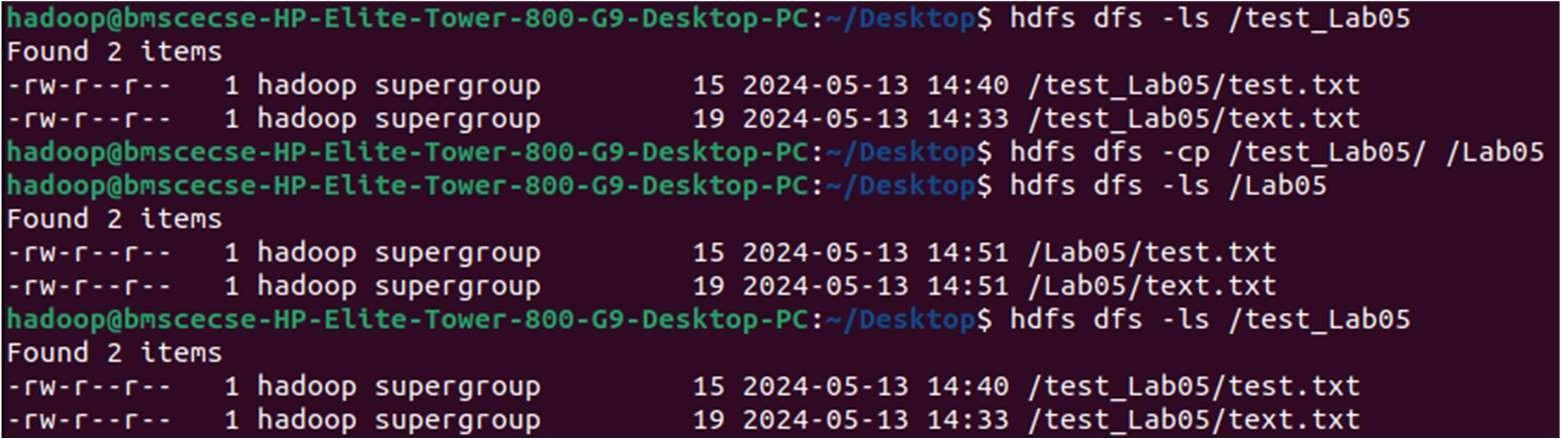 hadoop@bmscecse-HP-Elite-Tower-800-G9-Desktop-PC:~/Desktop$ hdfs dfs -ls /test_Lab05
Found 2 items
-rw-r--r--   1 hadoop supergroup         15 2024-05-13 14:40 /test_Lab05/test.txt
-rw-r--r--   1 hadoop supergroup         19 2024-05-13 14:33 /test_Lab05/text.txt
hadoop@bmscecse-HP-Elite-Tower-800-G9-Desktop-PC:~/Desktop$ hdfs dfs -cp /test_Lab05/ /Lab05
hadoop@bmscecse-HP-Elite-Tower-800-G9-Desktop-PC:~/Desktop$ hdfs dfs -ls /Lab05
Found 2 items
-rw-r--r--   1 hadoop supergroup         15 2024-05-13 14:51 /Lab05/test.txt
-rw-r--r--   1 hadoop supergroup         19 2024-05-13 14:51 /Lab05/text.txt
hadoop@bmscecse-HP-Elite-Tower-800-G9-Desktop-PC:~/Desktop$ hdfs dfs -ls /test_Lab05
Found 2 items
-rw-r--r--   1 hadoop supergroup         15 2024-05-13 14:40 /test_Lab05/test.txt
-rw-r--r--   1 hadoop supergroup         19 2024-05-13 14:33 /test_Lab05/text.txt